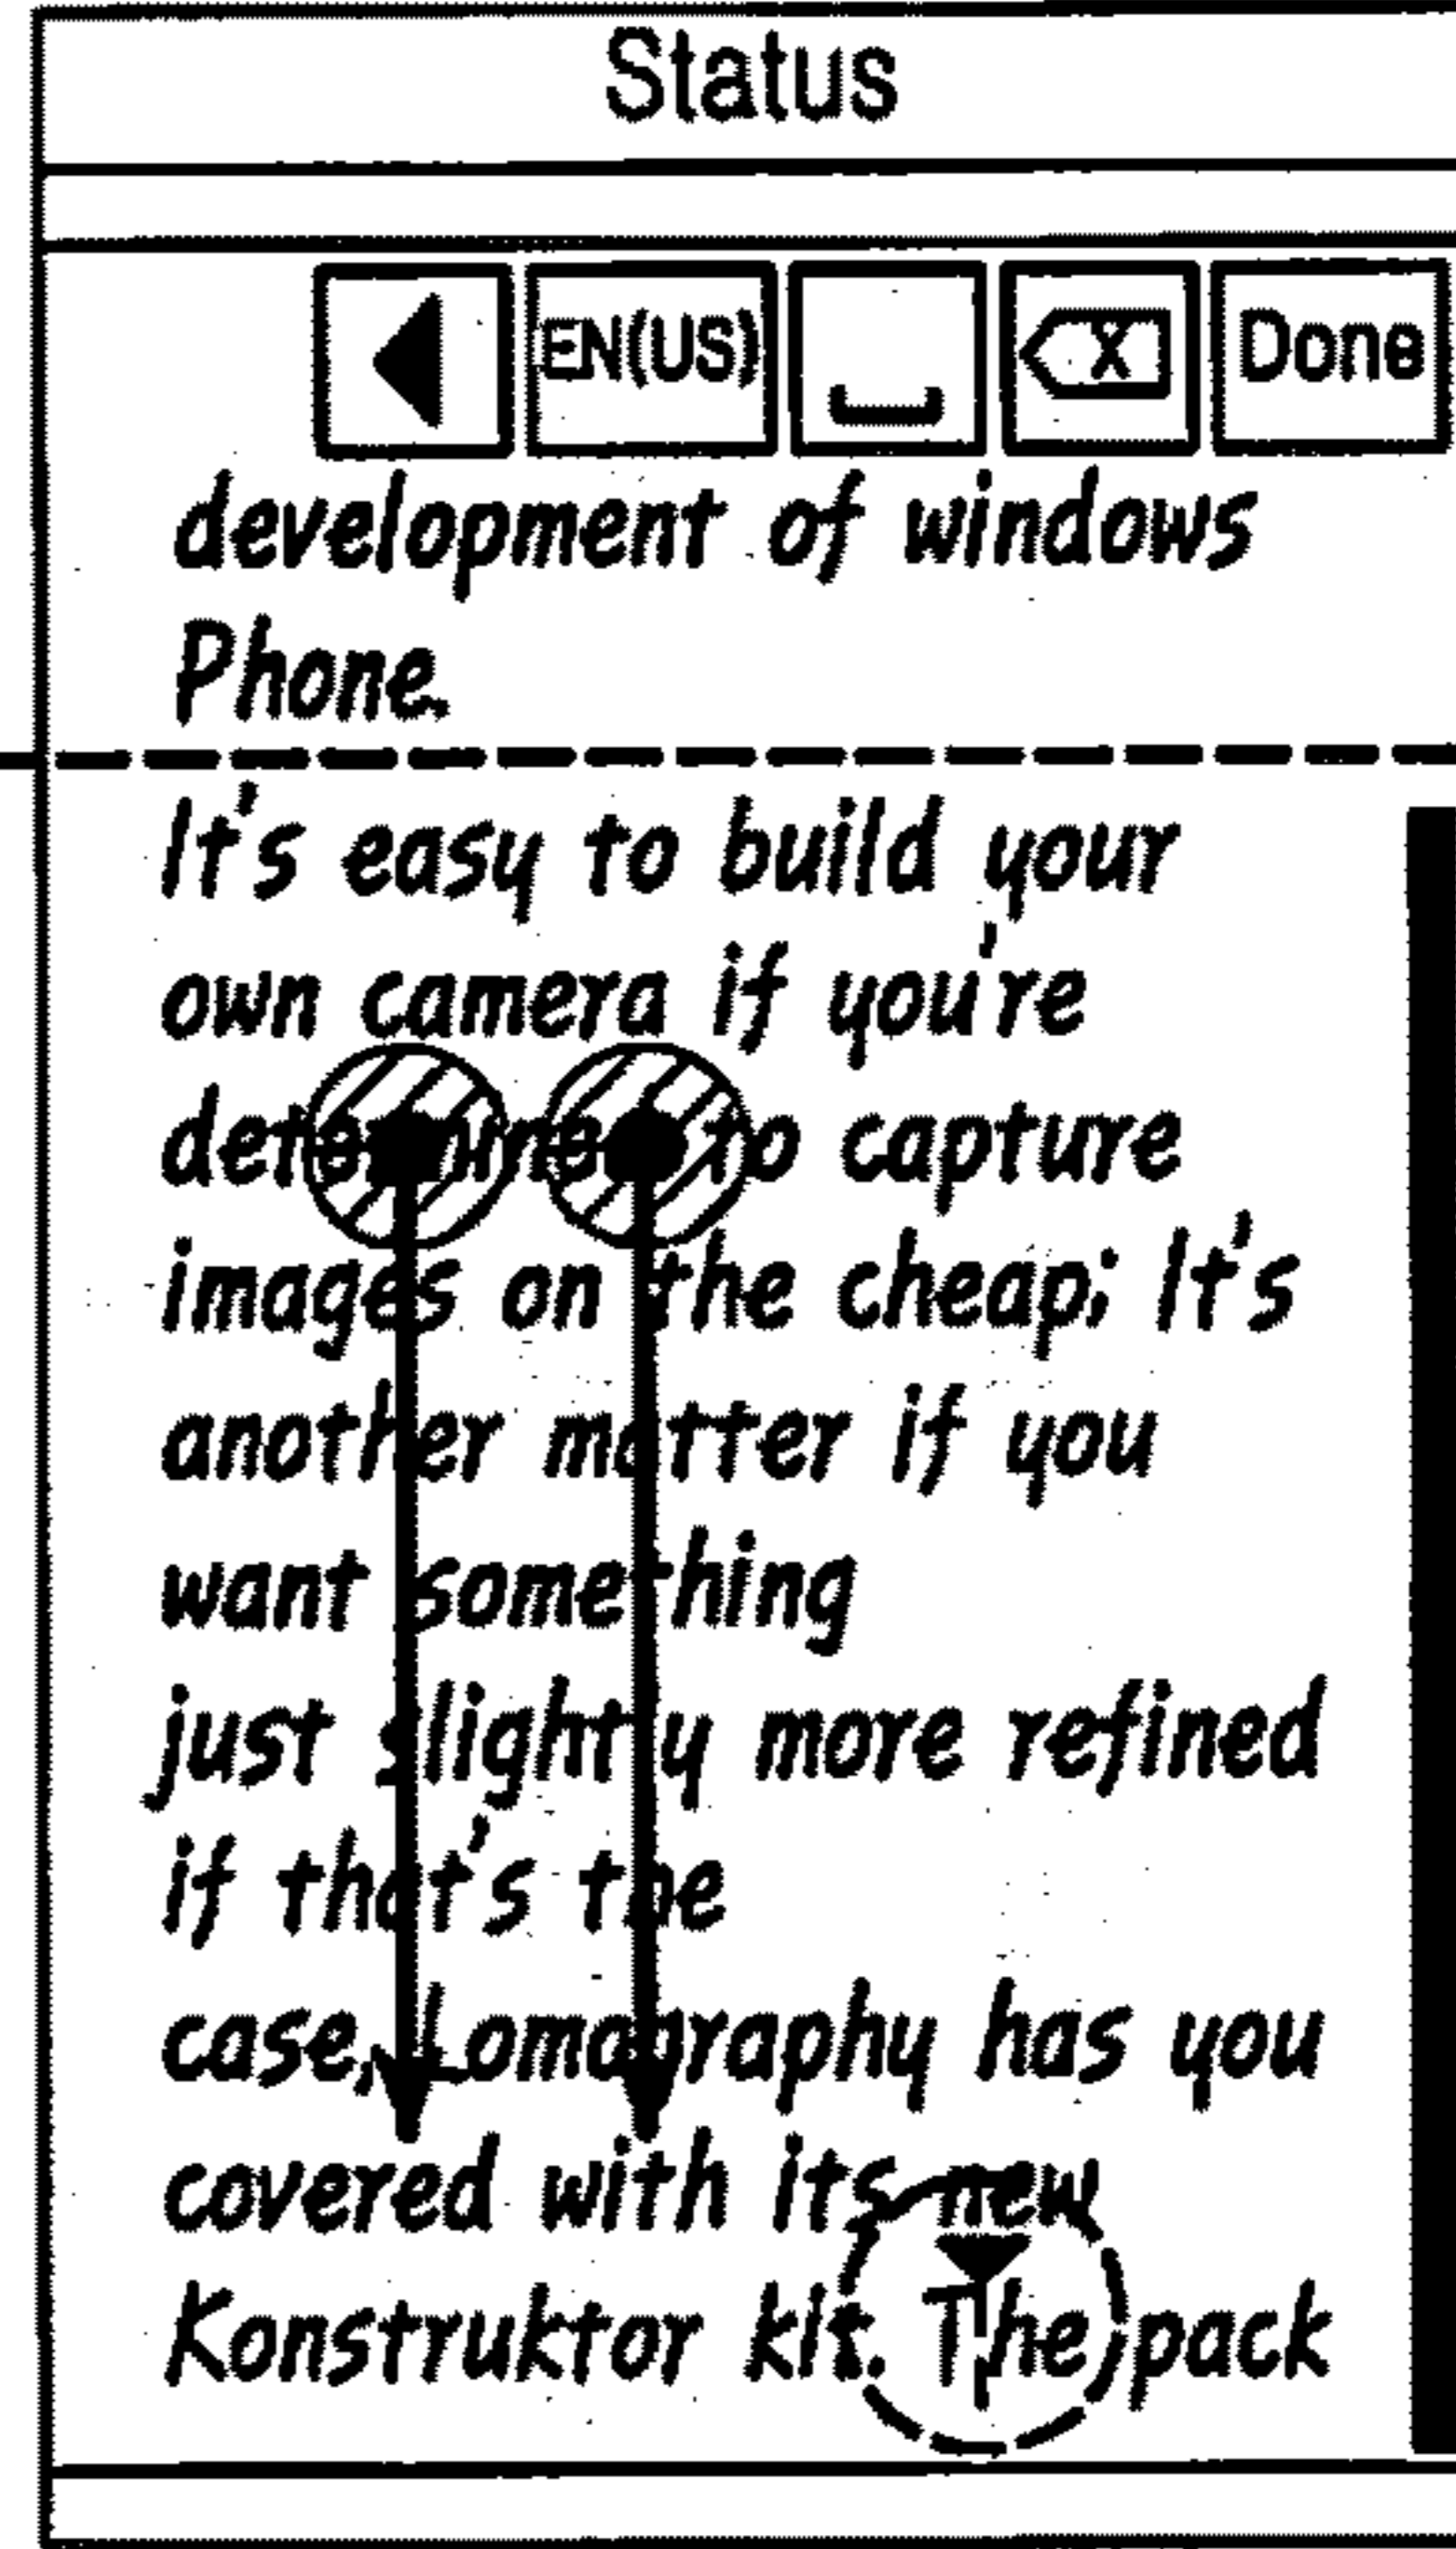 Status
EN(US) X Done
development of windows
Phone.
It's easy to build your
own camera if you're
to capture
images on the cheap; It's
another matter if you
want something
just slightly more refined
if that's the
case, Lomography has you
covered with its new
Konstruktor kit. The pack